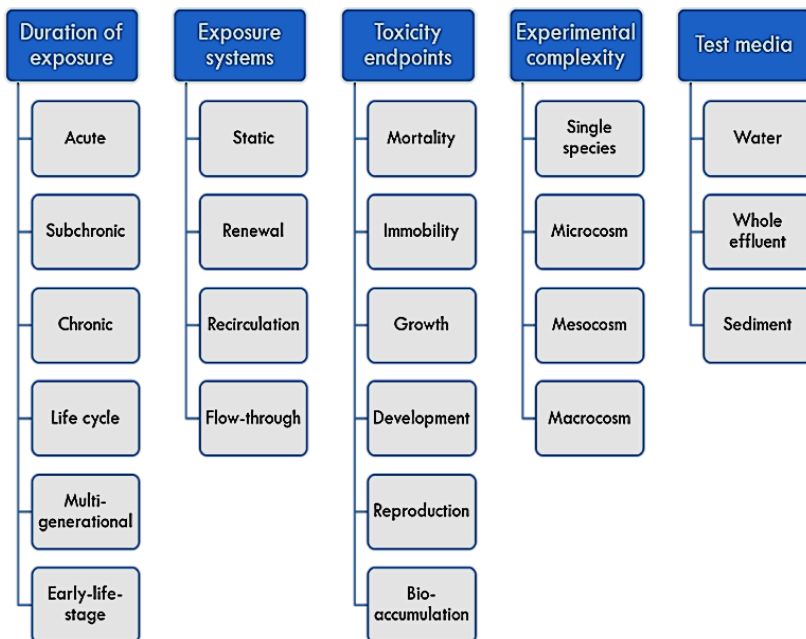 Duration of
exposure
Acute
Subchronic
Chronic
Life cycle
Multi-
generational
Early-life-
stage
Exposure
systems
Static
Renewal
Recirculation
Flow-through
Toxicity
endpoints
Mortality
Immobility
Growth
Development
Reproduction
Bio-
accumulation
Experimental
complexity
Single
species
Microcosm
Mesocosm
Macrocosm
Test media
Water
Whole
effluent
Sediment